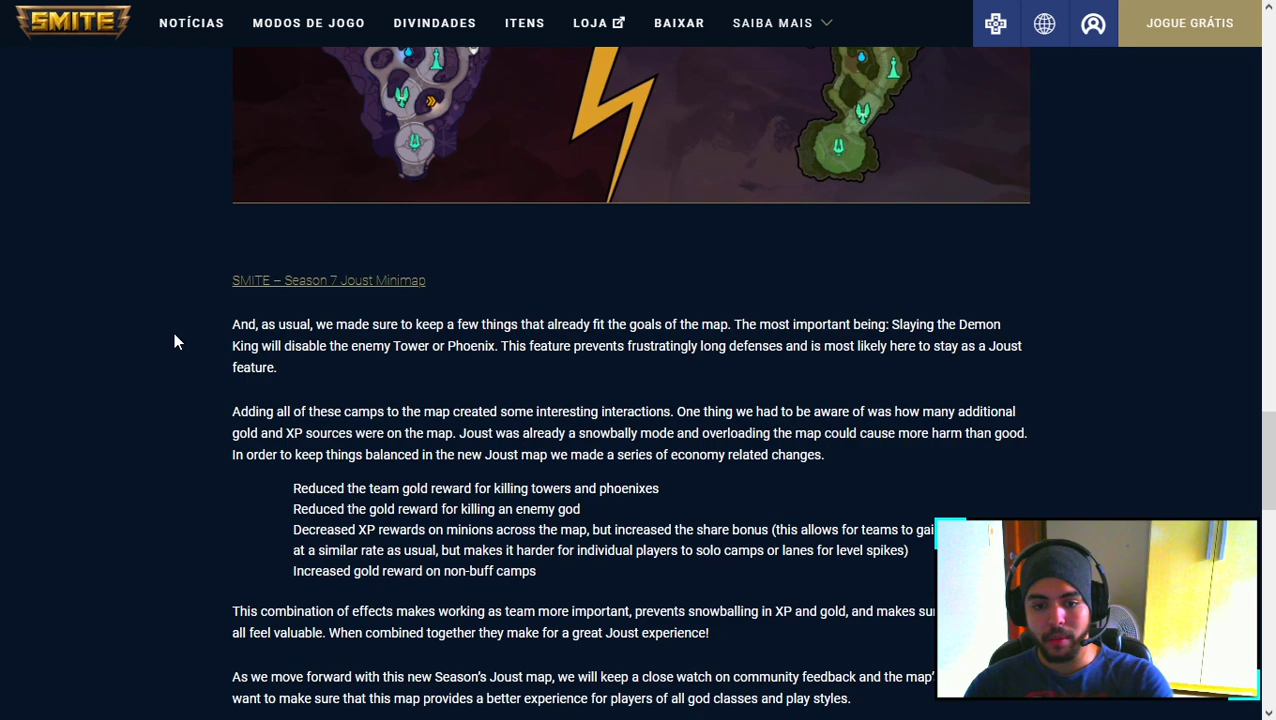 SMITE
NOTÍCIAS
MODOS DE JOGO
DIVINDADES
ITENS
LOJA
BAIXAR
SAIBA MAIS
JOGUE GRÁTIS
SMITE – Season 7 Joust Minimap
And, as usual, we made sure to keep a few things that already fit the goals of the map. The most important being: Slaying the Demon
King will disable the enemy Tower or Phoenix. This feature prevents frustratingly long defenses and is most likely here to stay as a Joust
feature.
Adding all of these camps to the map created some interesting interactions. One thing we had to be aware of was how many additional
gold and XP sources were on the map. Joust was already a snowbally mode and overloading the map could cause more harm than good.
In order to keep things balanced in the new Joust map we made a series of economy related changes.
Reduced the team gold reward for killing towers and phoenixes
Reduced the gold reward for killing an enemy god
Decreased XP rewards on minions across the map, but increased the share bonus (this allows for teams to
at a similar rate as usual, but makes it harder for individual players to solo camps or lanes for level spikes)
Increased gold reward on non-buff camps
This combination of effects makes working as team more important, prevents snowballing in XP and gold, and makes
all feel valuable. When combined together they make for a great Joust experience!
As we move forward with this new Season's Joust map, we will keep a close watch on community feedback and the map'
want to make sure that this map provides a better experience for players of all god classes and play styles.